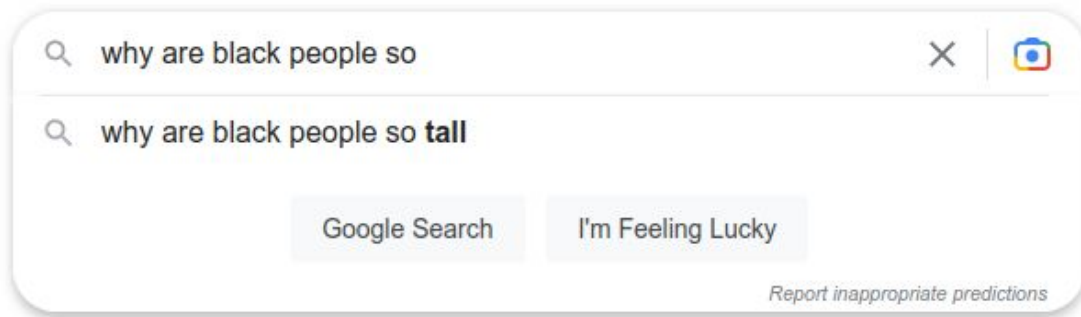 why are black people so
why are black people so tall
Google Search I'm Feeling Lucky
Report inappropriate predictions